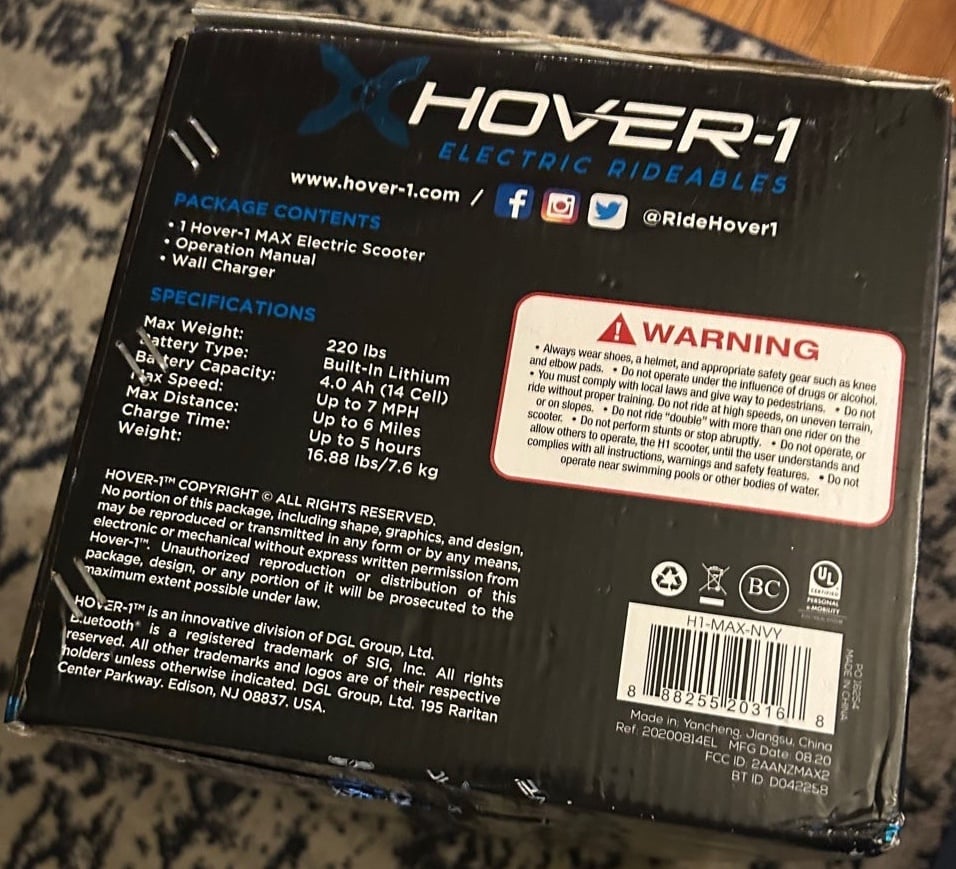 HOVER-1
ELECTRIC RIDEABLES
www.hover-1.com / @RideHover1
PACKAGE CONTENTS
• 1 Hover-1 MAX Electric Scooter
• Operation Manual
• Wall Charger
SPECIFICATIONS
Max Weight: 220 lbs
Battery Type: Built-In Lithium
Battery Capacity: 4.0 Ah (14 Cell)
Max Speed: Up to 7 MPH
Max Distance: Up to 6 Miles
Charge Time: Up to 5 hours
Weight: 16.88 lbs/7.6 kg
WARNING
• Always wear shoes, a helmet, and appropriate safety gear such as knee
and elbow pads. • Do not operate under the influence of drugs or alcohol.
• You must comply with local laws and give way to pedestrians. • Do not
ride without proper training. Do not ride at high speeds, on uneven terrain,
or on slopes. • Do not ride "double" with more than one rider on the
scooter. • Do not perform stunts or stop abruptly. • Do not operate, or
allow others to operate, the H1 scooter, until the user understands and
complies with all instructions, warnings and safety features. • Do not
operate near swimming pools or other bodies of water.
HOVER-1™ COPYRIGHT © ALL RIGHTS RESERVED.
No portion of this package, including shape, graphics, and design,
may be reproduced or transmitted in any form or by any means,
electronic or mechanical without express written permission from
Hover-1™. Unauthorized reproduction or distribution of this
package, design, or any portion of it will be prosecuted to the
maximum extent possible under law.
HOVER-1™ is an innovative division of DGL Group, Ltd.
Bluetooth® is a registered trademark of SIG, Inc. All rights
reserved. All other trademarks and logos are of their respective
holders unless otherwise indicated. DGL Group, Ltd. 195 Raritan
Center Parkway. Edison, NJ 08837. USA.
BC
UL
CERTIFIED
PERSONAL
e-MOBILITY
H1-MAX-NVY
8 88255 20316 8
PO 16254
MADE IN CHINA
Made in: Yancheng, Jiangsu, China
Ref: 20200814EL MFG Date: 08.20
FCC ID: 2AANZMAX2
BT ID: D042258